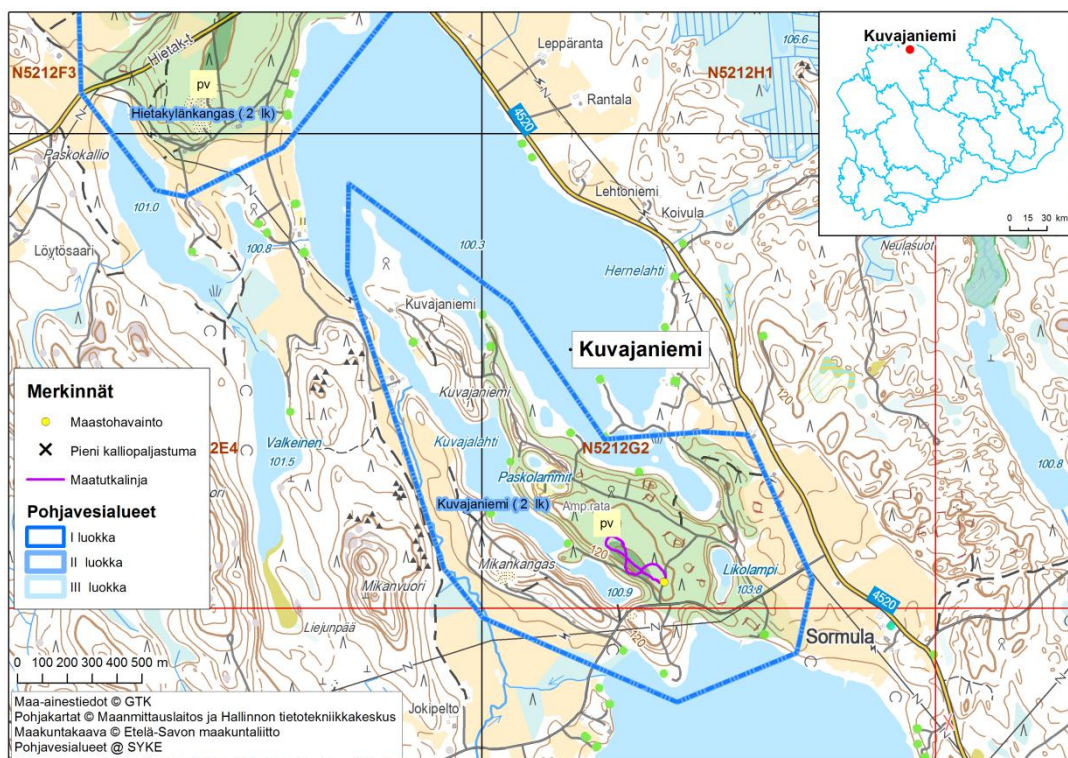 N5212F3
Hietak-t
pv
Hietakylänkangas ( 2 lk)
Paskokallio
101.0
Löytösaari
100.8
Leppäranta
Rantala
4520
N5212H1
106.6
Kuvajaniemi
0 15 30 km
Lehtoniemi
Koivula
Neulasuot
Hernelahti
100.3
Kuvajaniemi
Kuvajaniemi
Kuvajaniemi
120
Merkinnät
Maastohavainto
Pieni kalliopaljastuma
Maatutkalinja
Pohjavesialueet
I luokka
II luokka
III luokka
2E4
Valkeinen
101.5
Kuvajalahti
N5212G2
Paskolammit
Kuvajaniemi ( 2 lk)
Amp.rata
pv
120
100.8
Mikanvuori
Mikankangas
100.9
Likolampi
103.8
4520
Liejunpää
120
Sormula
0 100 200 300 400 500 m
Jokipelto
Maa-ainestiedot © GTK
Pohjakartat © Maanmittauslaitos ja Hallinnon tietotekniikkakeskus
Maakuntakaava © Etelä-Savon maakuntaliitto
Pohjavesialueet @ SYKE